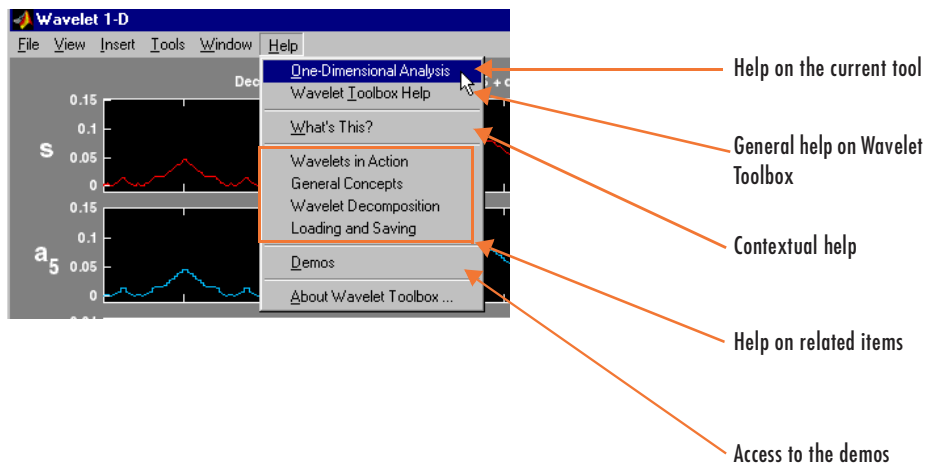 Wavelet 1-D
File View Insert Tools Window Help
Dec
0.15
0.1
s 0.05
0
0.15
0.1
a5 0.05
0
One-Dimensional Analysis
Wavelet Toolbox Help
What's This?
Wavelets in Action
General Concepts
Wavelet Decomposition
Loading and Saving
Demos
About Wavelet Toolbox ...
Help on the current tool
General help on Wavelet
Toolbox
Contextual help
Help on related items
Access to the demos